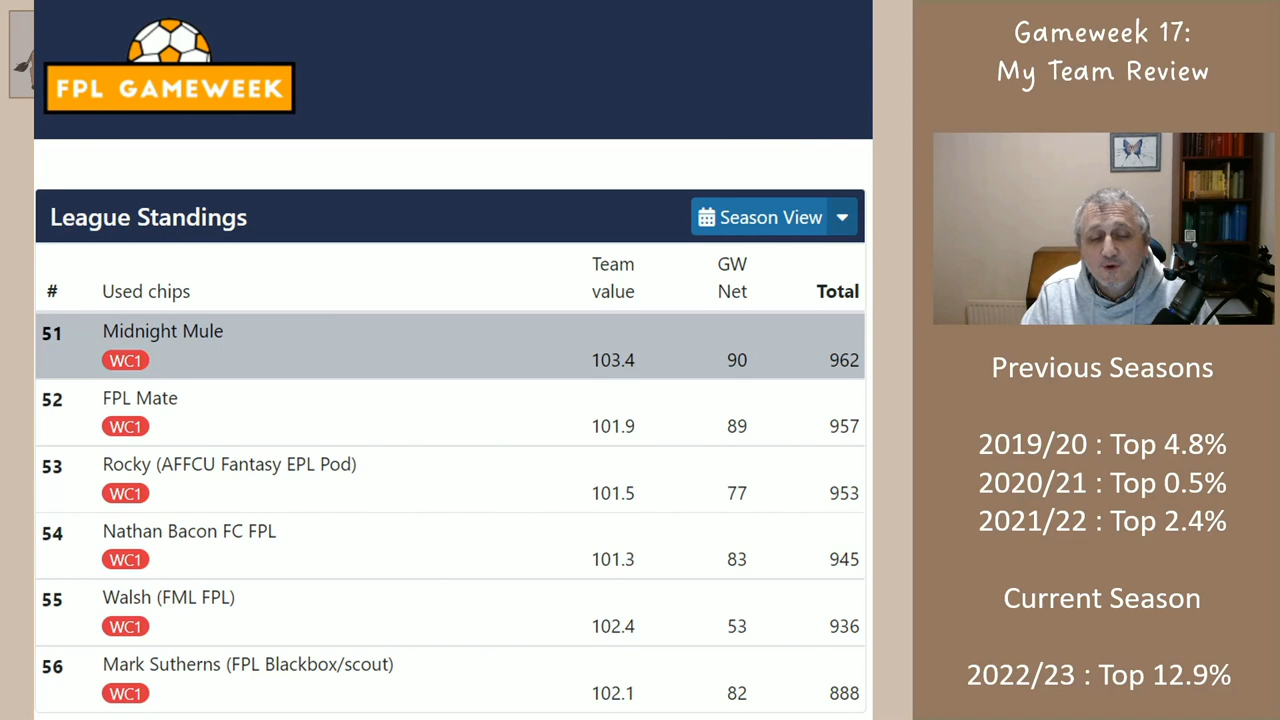 FPL GAMEWEEK
League Standings
Season View
# Used chips Team value GW Net Total
51 Midnight Mule
WC1 103.4 90 962
52 FPL Mate
WC1 101.9 89 957
53 Rocky (AFFCU Fantasy EPL Pod)
WC1 101.5 77 953
54 Nathan Bacon FC FPL
WC1 101.3 83 945
55 Walsh (FML FPL)
WC1 102.4 53 936
56 Mark Sutherns (FPL Blackbox/scout)
WC1 102.1 82 888
Gameweek 17:
My Team Review
Previous Seasons
2019/20 : Top 4.8%
2020/21 : Top 0.5%
2021/22 : Top 2.4%
Current Season
2022/23 : Top 12.9%